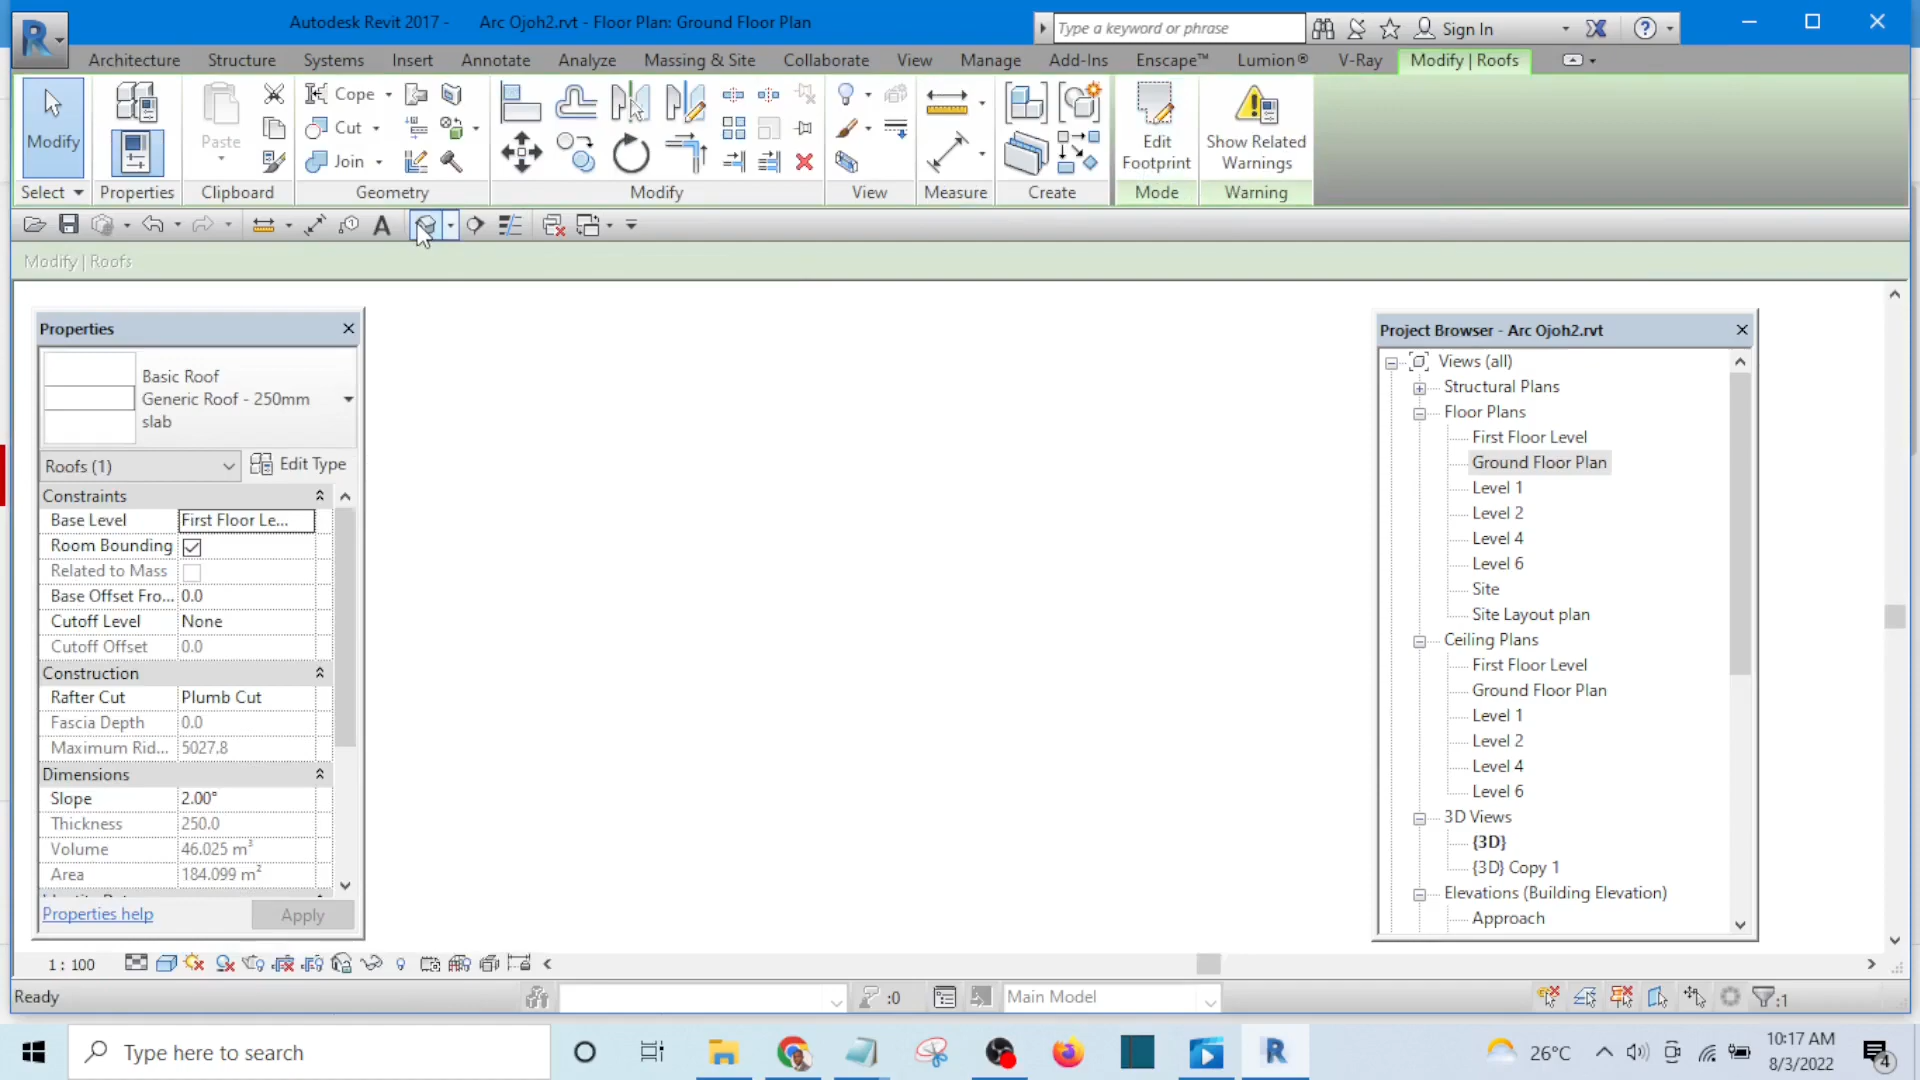 Autodesk Revit 2017 -
Arc Ojoh2.rvt - Floor Plan: Ground Floor Plan
Type a keyword or phrase
Sign In
Architecture
Structure
Systems
Insert
Annotate
Analyze
Massing & Site
Collaborate
View
Manage
Add-Ins
Enscape™
Lumion®
V-Ray
Modify | Roofs
Modify
Paste
Cope
Cut
Join
Edit
Footprint
Show Related
Warnings
Select
Properties
Clipboard
Geometry
Modify
View
Measure
Create
Mode
Warning
Modify | Roofs
Properties
Basic Roof
Generic Roof - 250mm
slab
Roofs (1)
Edit Type
Constraints
Base Level First Floor Le...
Room Bounding
Related to Mass
Base Offset Fro... 0.0
Cutoff Level None
Cutoff Offset 0.0
Construction
Rafter Cut Plumb Cut
Fascia Depth 0.0
Maximum Rid... 5027.8
Dimensions
Slope 2.00°
Thickness 250.0
Volume 46.025 m³
Area 184.099 m²
Properties help
Apply
Project Browser - Arc Ojoh2.rvt
Views (all)
Structural Plans
Floor Plans
First Floor Level
Ground Floor Plan
Level 1
Level 2
Level 4
Level 6
Site
Site Layout plan
Ceiling Plans
First Floor Level
Ground Floor Plan
Level 1
Level 2
Level 4
Level 6
3D Views
{3D}
{3D} Copy 1
Elevations (Building Elevation)
Approach
1 : 100
Ready
:0
Main Model
:1
Type here to search
26°C
10:17 AM
8/3/2022
4